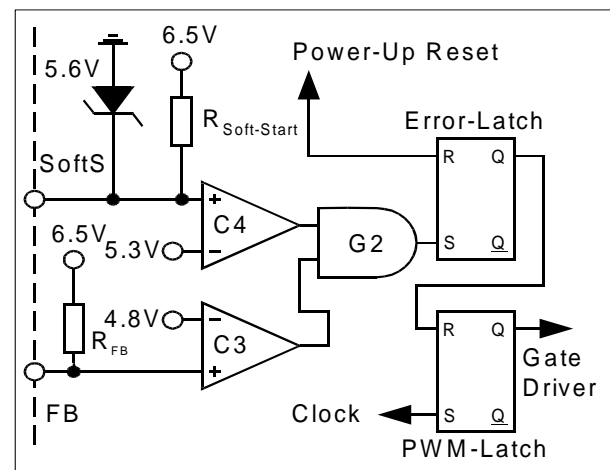 6.5V
Power-Up Reset
5.6V
R Soft-Start
Error-Latch
SoftS
R Q
C4
G2
5.3V
S Q
6.5V
4.8V
R FB
C3
R Q
Gate
Driver
FB
Clock
S Q
PWM-Latch
+
-
-
+